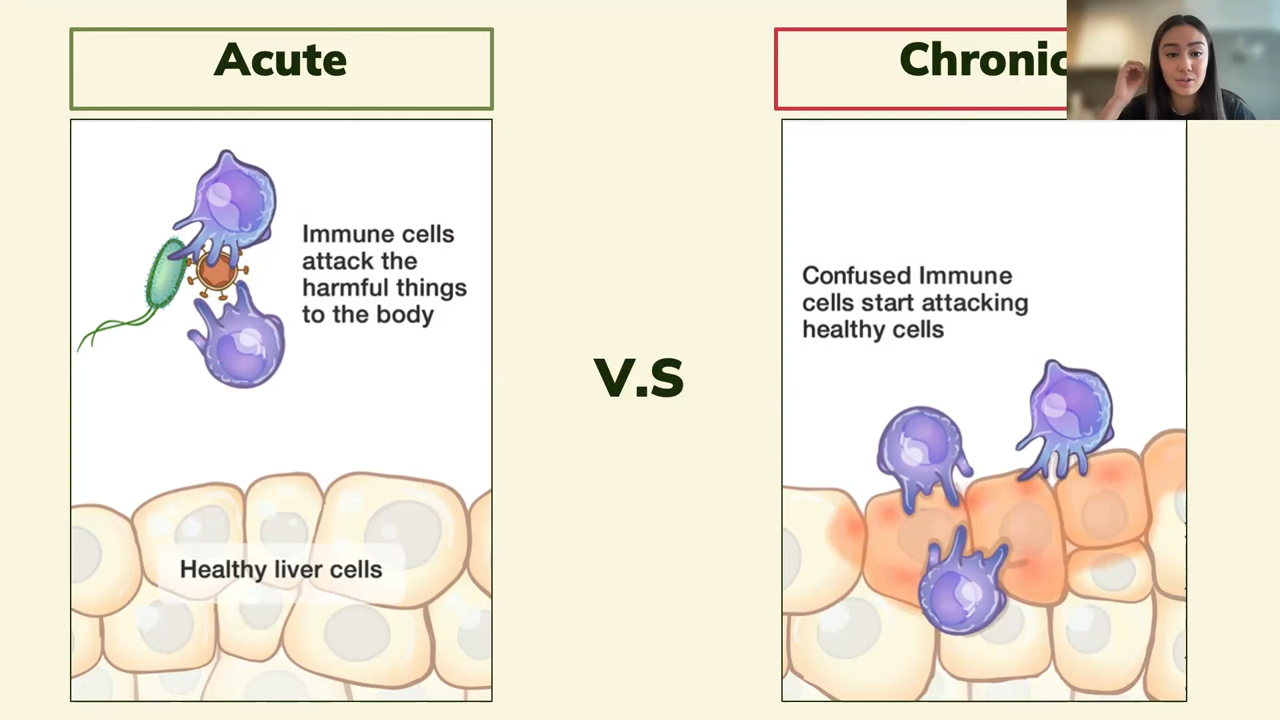 Acute
Chronic
Immune cells
attack the
harmful things
to the body
Confused Immune
cells start attacking
healthy cells
V.S
Healthy liver cells